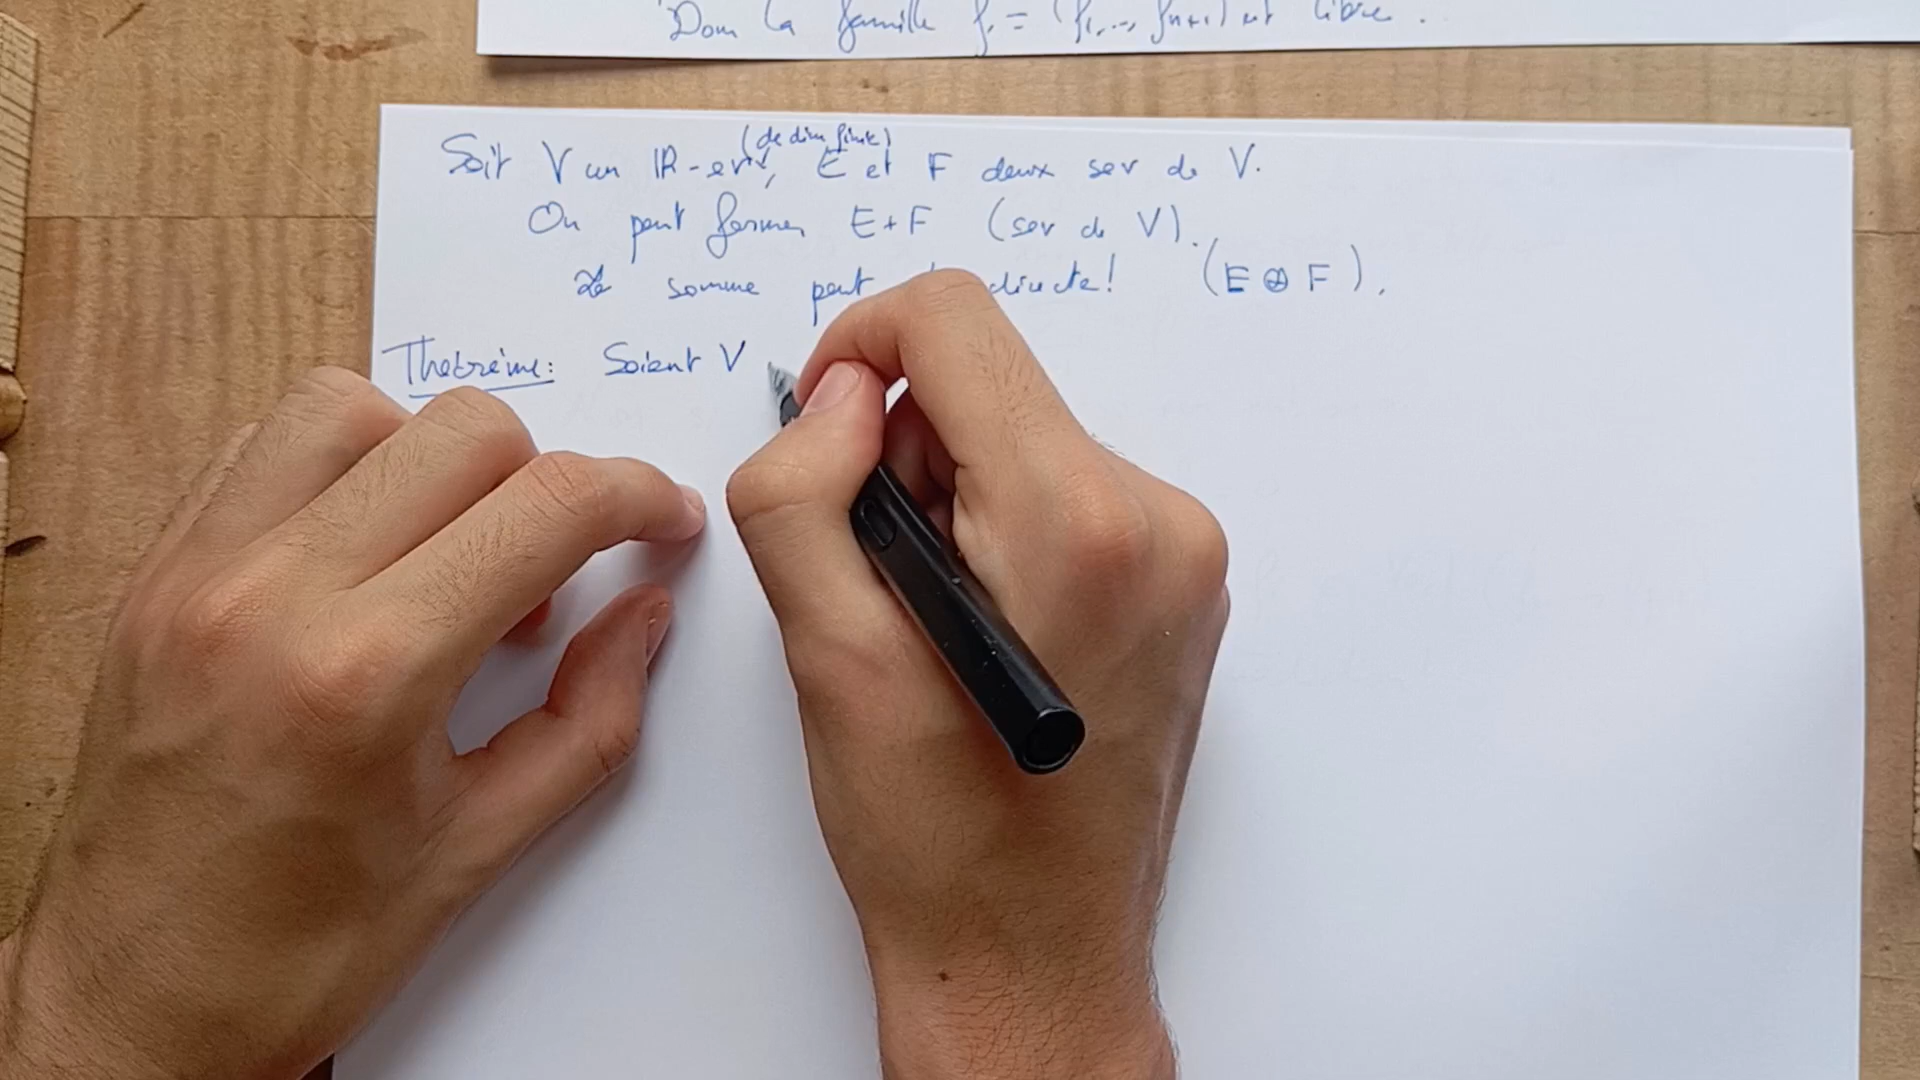 Donc la famille f, = (f1,..., fn+1) est libre.
(de dim finie)
Soit V un IR-ev, E et F deux sev de V.
On peut former E+F (sev de V).
La somme peut directe! (E ⊕ F).
Théorème: Soient V